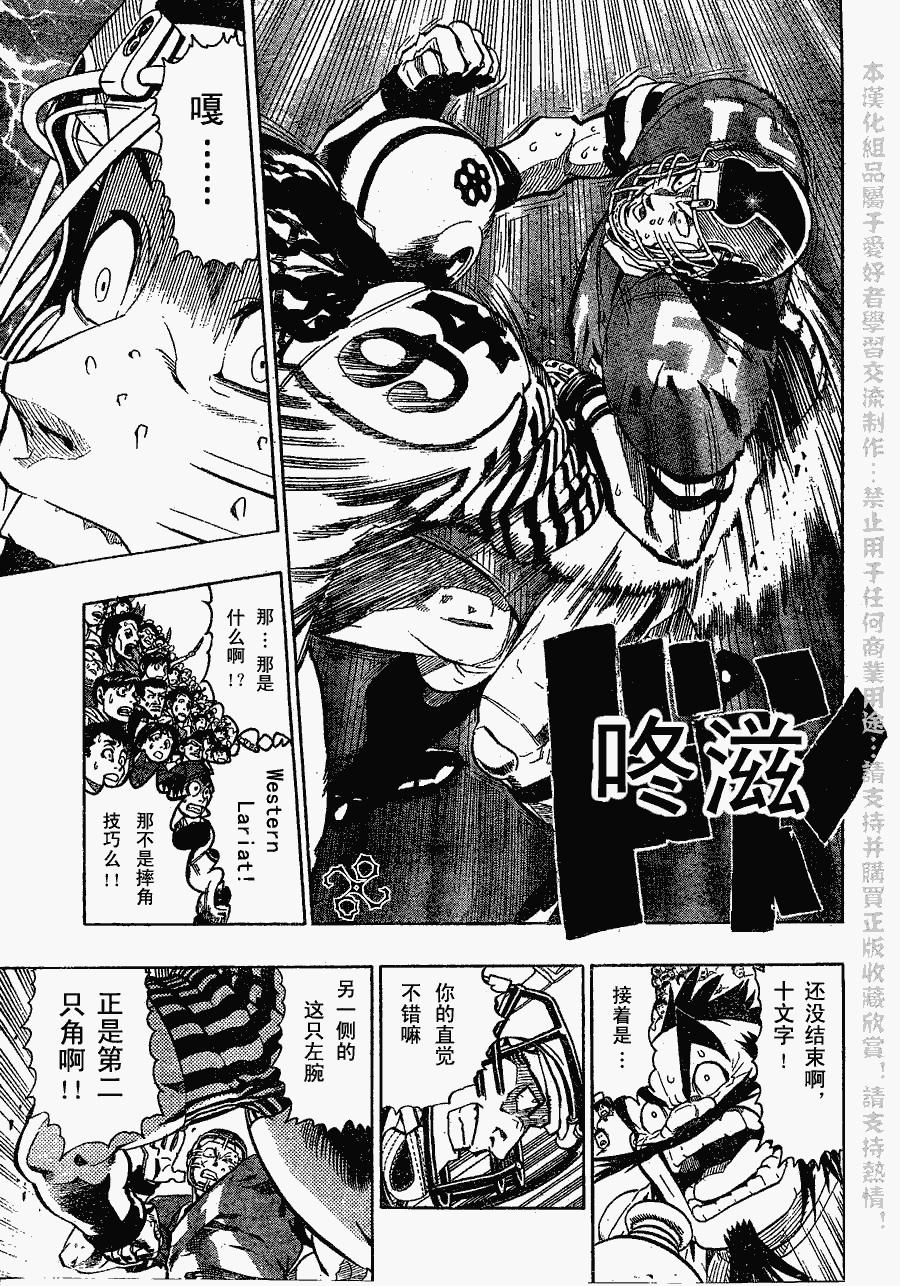 嘎……
94
TY
51
咚滋
那…那是
什么啊!?
Western
Lariat!
那不是摔角
技巧么!!
还没结束啊,
十文字!
接着是…
你的直觉
不错嘛
另一侧的
这只左腕
正是第二
只角啊!!
本漢化組品屬于愛好者學習交流制作…禁止用于任何商業用途…請支持并購買正版收藏欣賞!請支持熱情!